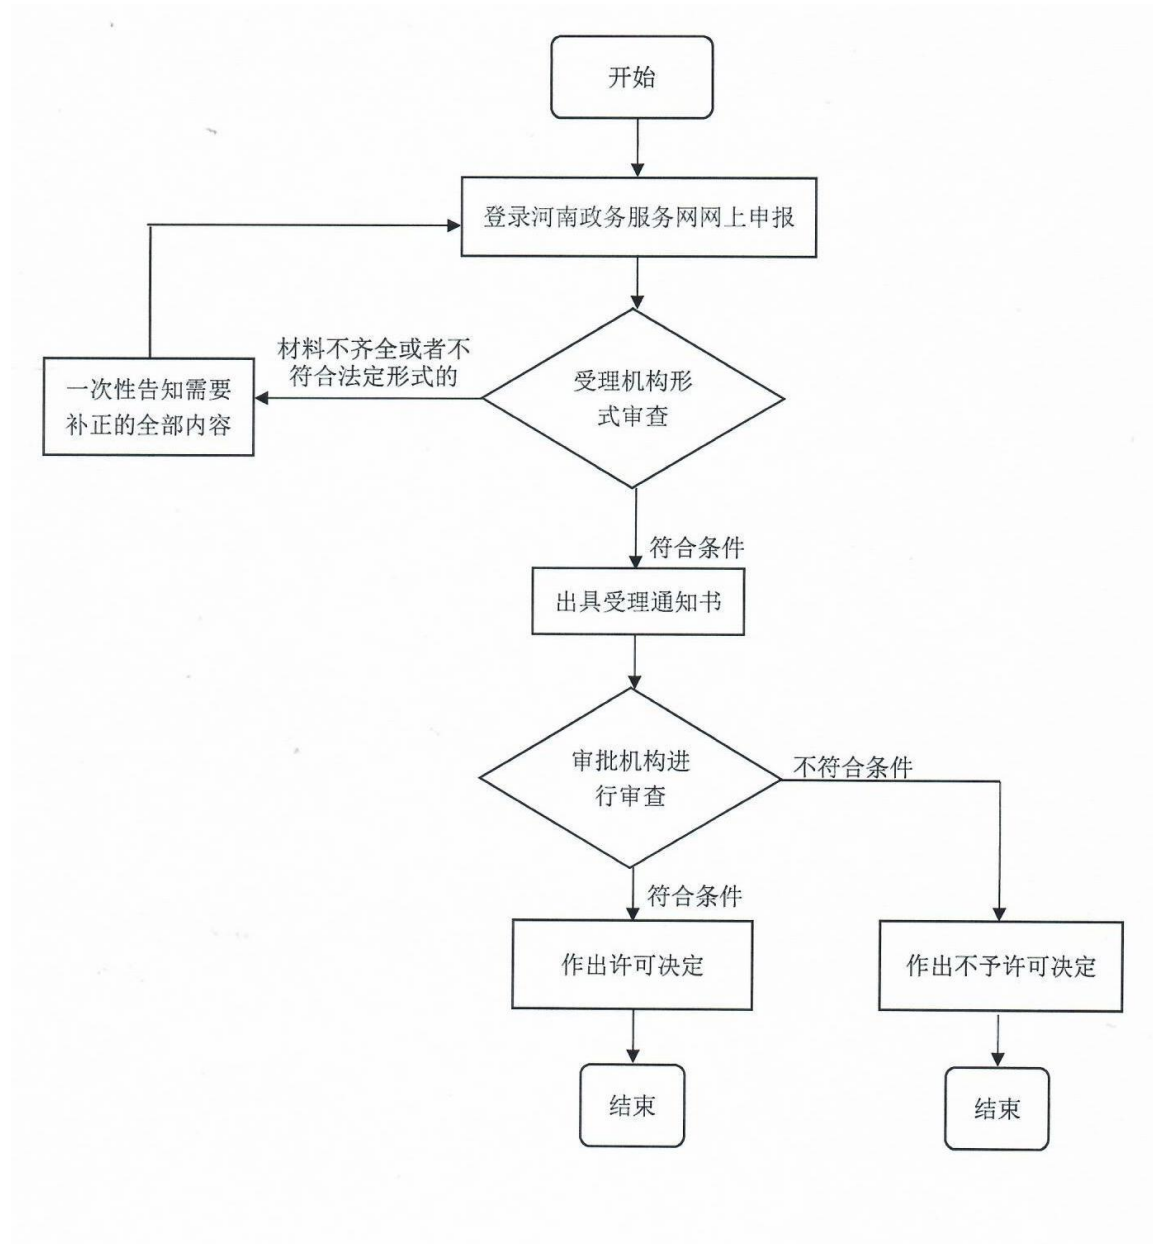 开始
登录河南政务服务网网上申报
材料不齐全或者不
符合法定形式的
一次性告知需要
补正的全部内容
受理机构形
式审查
符合条件
出具受理通知书
审批机构进
行审查
不符合条件
符合条件
作出许可决定
作出不予许可决定
结束
结束